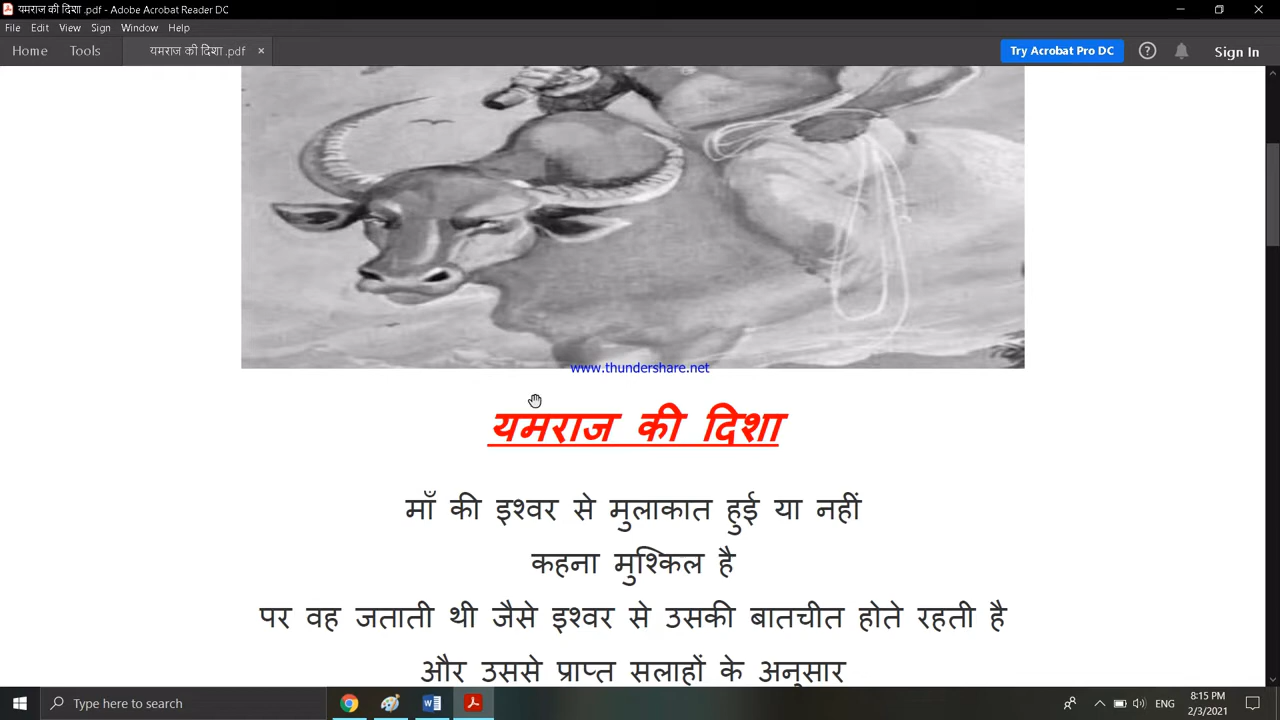 यमराज की दिशा .pdf - Adobe Acrobat Reader DC
File Edit View Sign Window Help
Home Tools यमराज की दिशा .pdf × Try Acrobat Pro DC Sign In
www.thundershare.net
यमराज की दिशा
माँ की इश्वर से मुलाकात हुई या नहीं
कहना मुश्किल है
पर वह जताती थी जैसे इश्वर से उसकी बातचीत होते रहती है
और उससे प्राप्त सलाहों के अनुसार
Type here to search
ENG
8:15 PM
2/3/2021